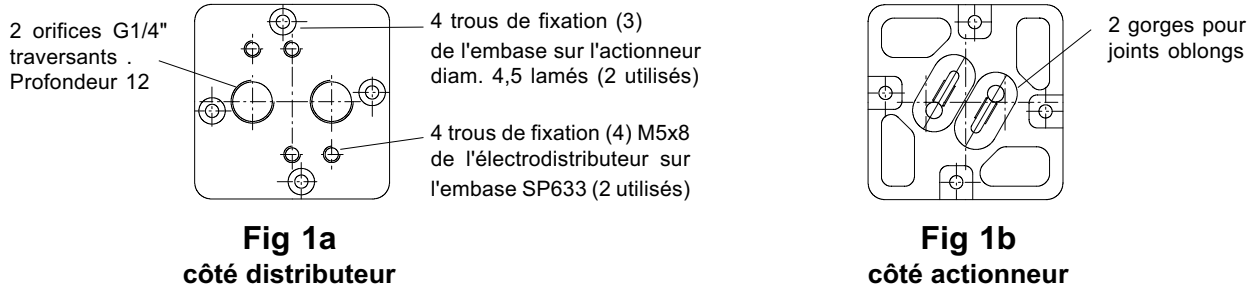 2 orifices G1/4"
traversants .
Profondeur 12
4 trous de fixation (3)
de l'embase sur l'actionneur
diam. 4,5 lamés (2 utilisés)
4 trous de fixation (4) M5x8
de l'électrodistributeur sur
l'embase SP633 (2 utilisés)
Fig 1a
côté distributeur
2 gorges pour
joints oblongs
Fig 1b
côté actionneur